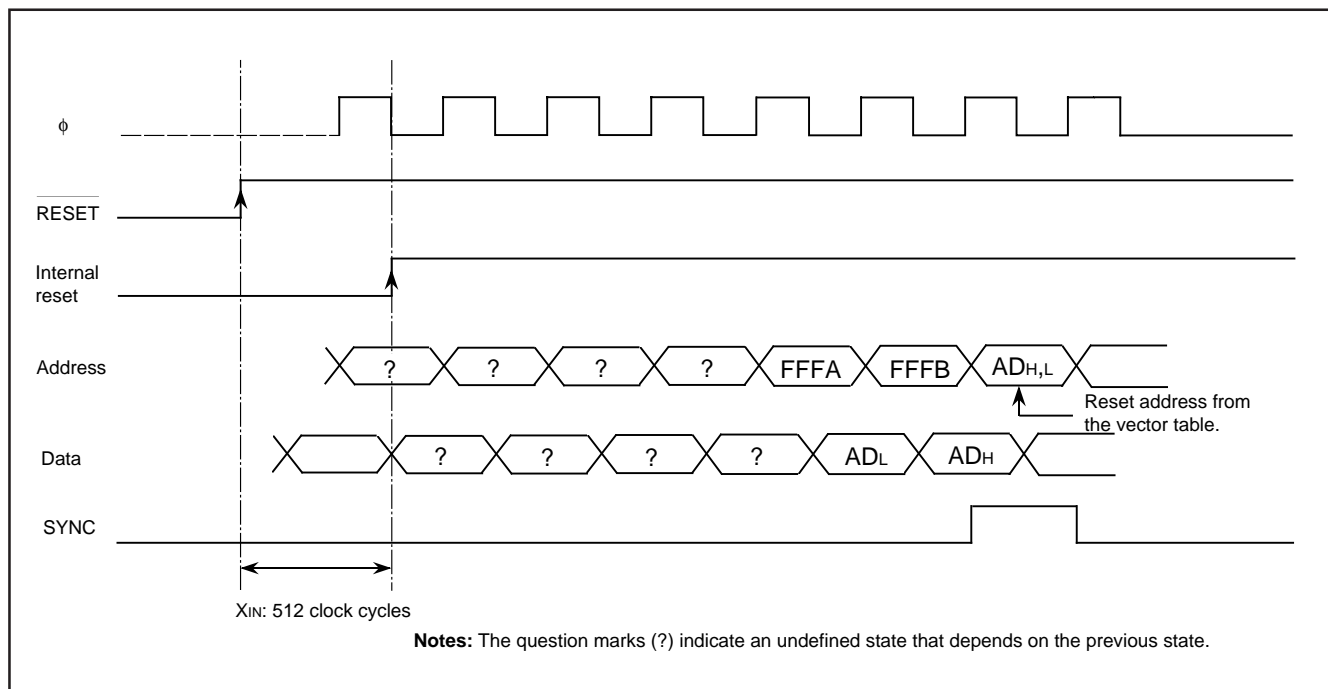 ϕ
RESET
Internal
reset
Address
? ? ? ? FFFA FFFB ADH,L
Reset address from
the vector table.
Data
? ? ? ? ADL ADH
SYNC
XIN: 512 clock cycles
Notes: The question marks (?) indicate an undefined state that depends on the previous state.